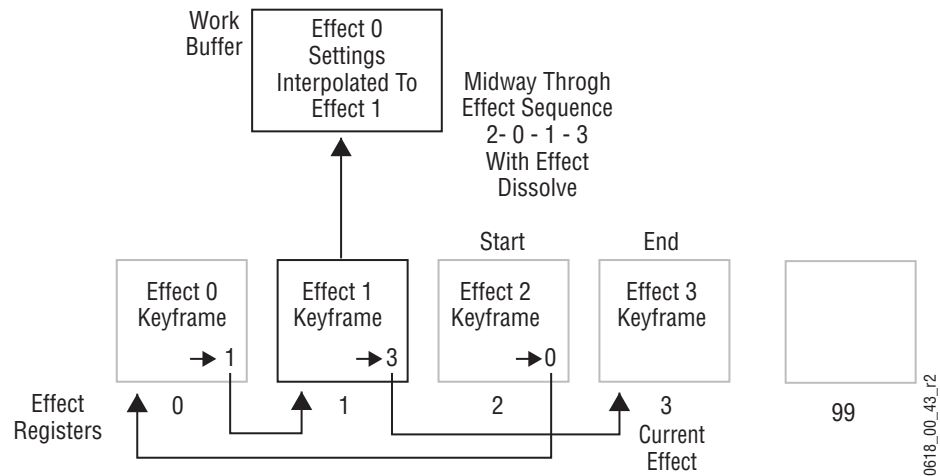 Work
Buffer
Effect 0
Settings
Interpolated To
Effect 1
Midway Throgh
Effect Sequence
2- 0 - 1 - 3
With Effect
Dissolve
Start
End
Effect 0
Keyframe
1
Effect 1
Keyframe
3
Effect 2
Keyframe
0
Effect 3
Keyframe
Effect
Registers
0
1
2
3
Current
Effect
99
0618_00_43_r2